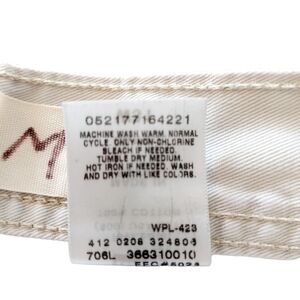 M
052177164221
MACHINE WASH WARM. NORMAL
CYCLE. ONLY NON-CHLORINE
BLEACH IF NEEDED.
TUMBLE DRY MEDIUM.
HOT IRON IF NEEDED. WASH
AND DRY WITH LIKE COLORS.
WPL-423
412 0208 324806
706L 366310010